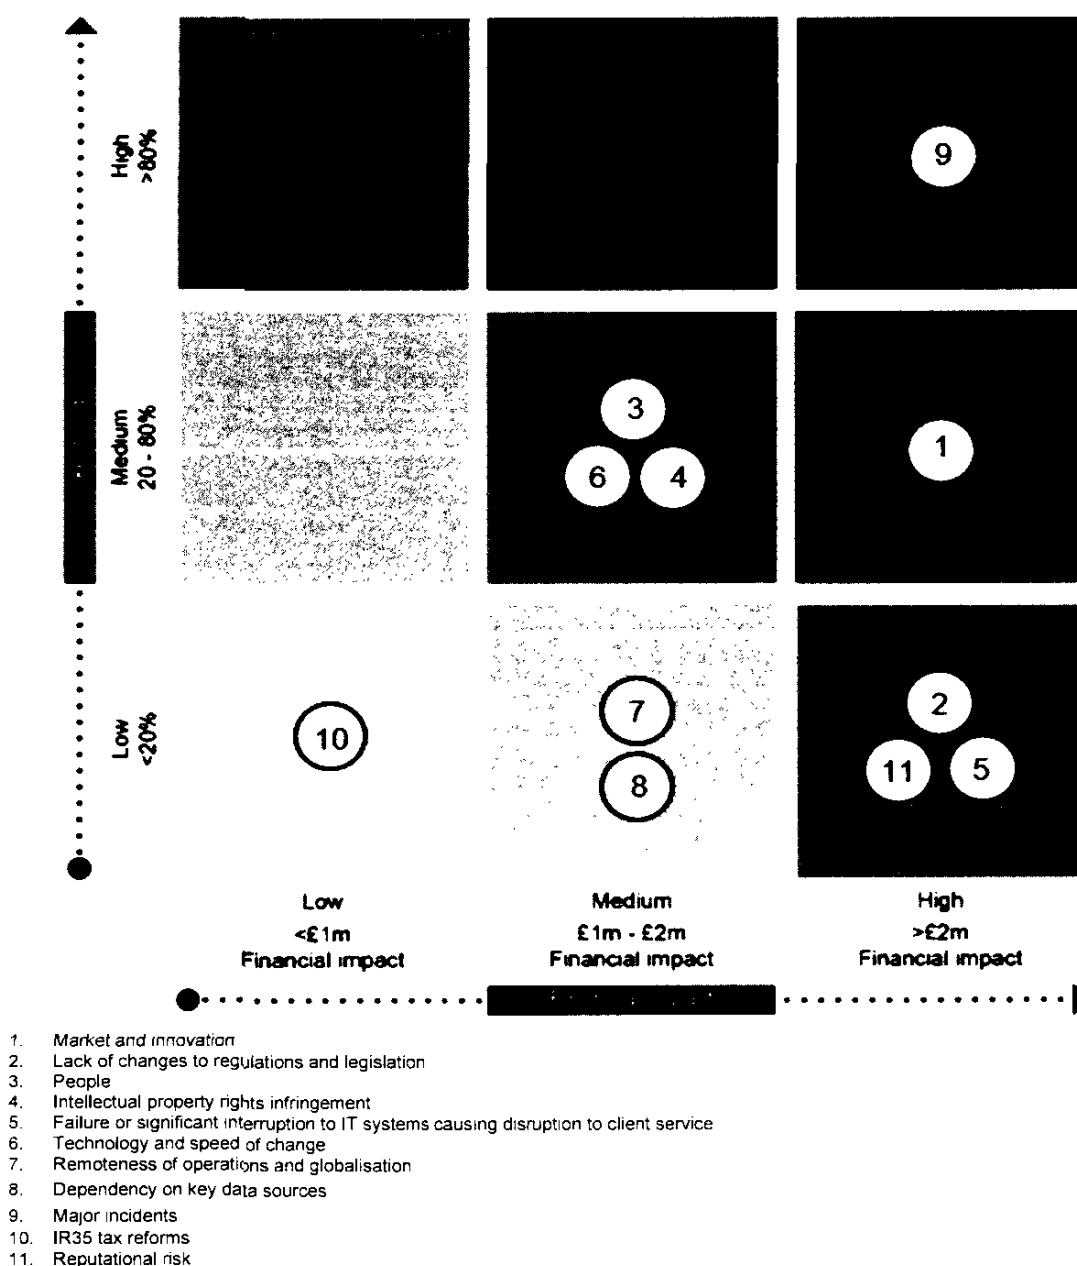 High
>80%
9
Medium
20 - 80%
3
6
4
1
Low
<20%
10
7
8
2
11
5
Low
<£1m
Financial impact
Medium
£1m - £2m
Financial impact
High
>£2m
Financial impact
1. Market and innovation
2. Lack of changes to regulations and legislation
3. People
4. Intellectual property rights infringement
5. Failure or significant interruption to IT systems causing disruption to client service
6. Technology and speed of change
7. Remoteness of operations and globalisation
8. Dependency on key data sources
9. Major incidents
10. IR35 tax reforms
11. Reputational risk